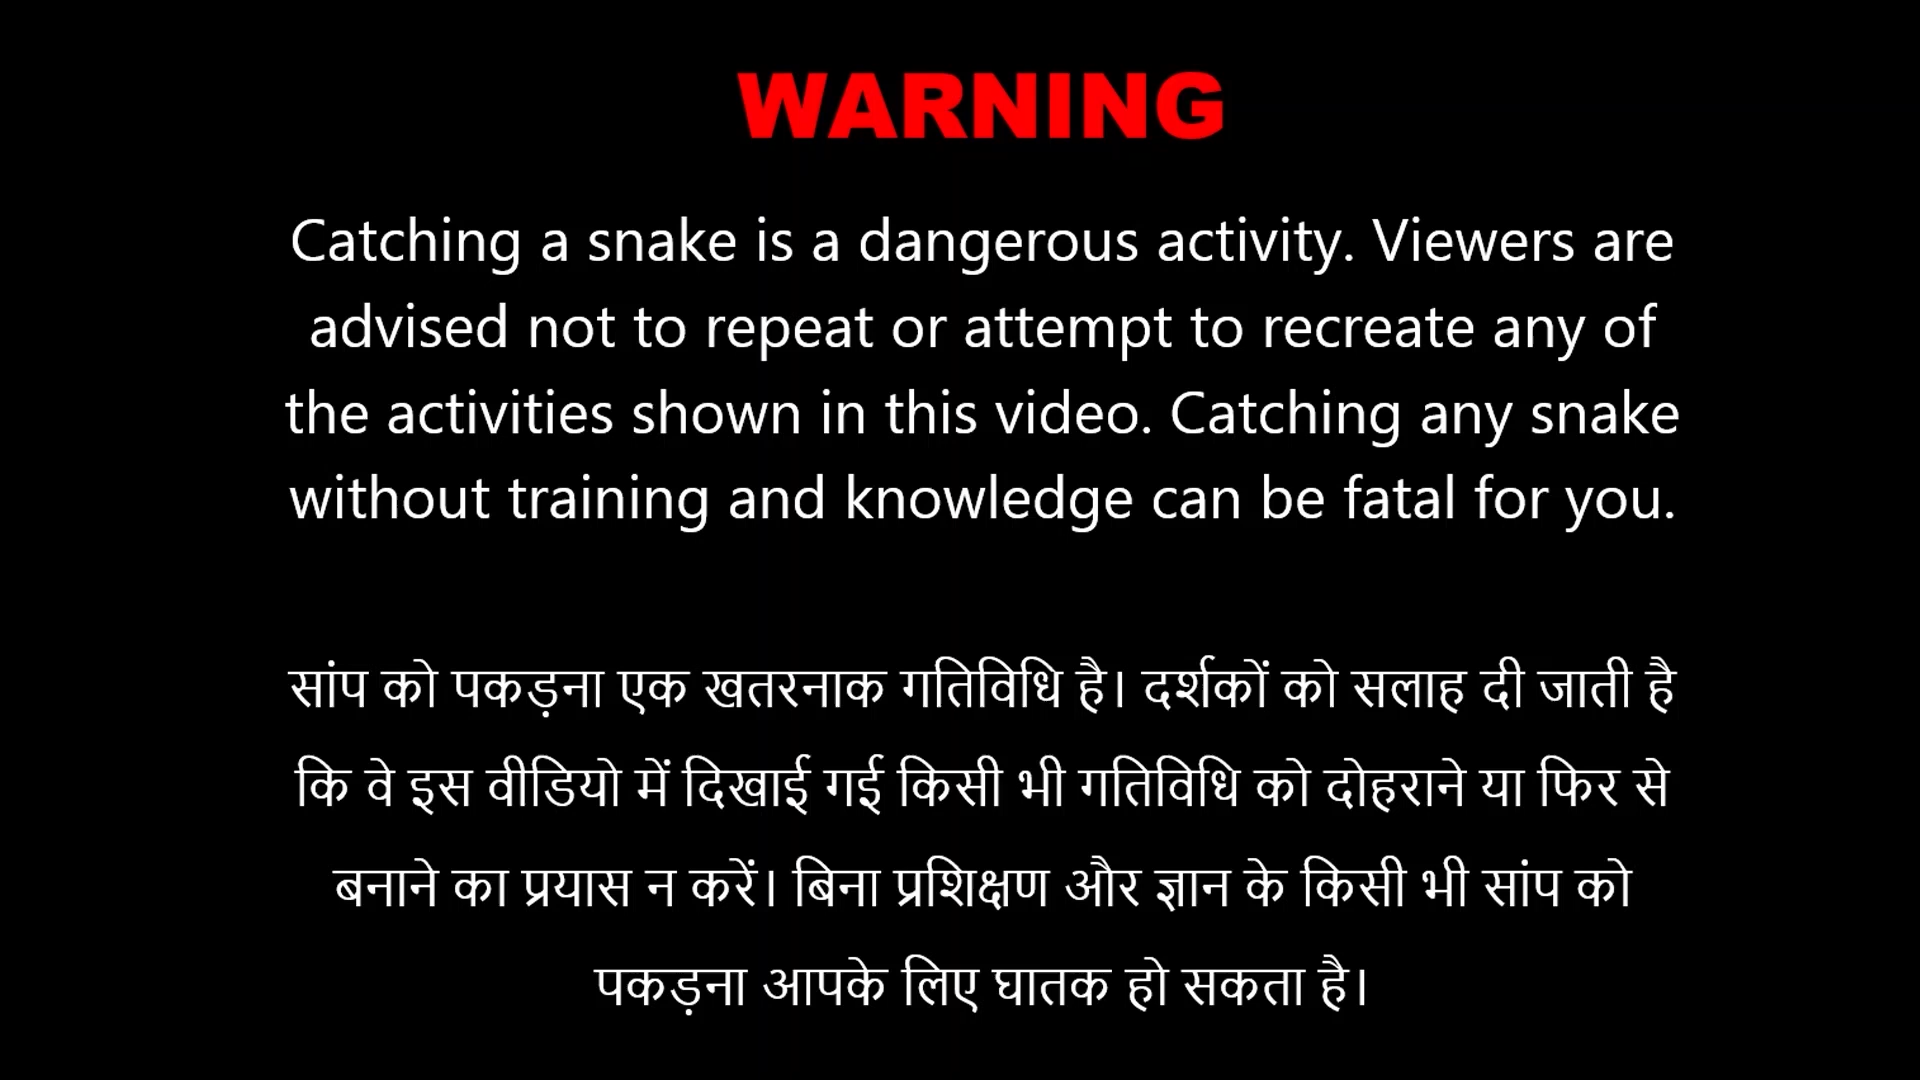 WARNING
Catching a snake is a dangerous activity. Viewers are
advised not to repeat or attempt to recreate any of
the activities shown in this video. Catching any snake
without training and knowledge can be fatal for you.
सांप को पकड़ना एक खतरनाक गतिविधि है। दर्शकों को सलाह दी जाती है
कि वे इस वीडियो में दिखाई गई किसी भी गतिविधि को दोहराने या फिर से
बनाने का प्रयास न करें। बिना प्रशिक्षण और ज्ञान के किसी भी सांप को
पकड़ना आपके लिए घातक हो सकता है।